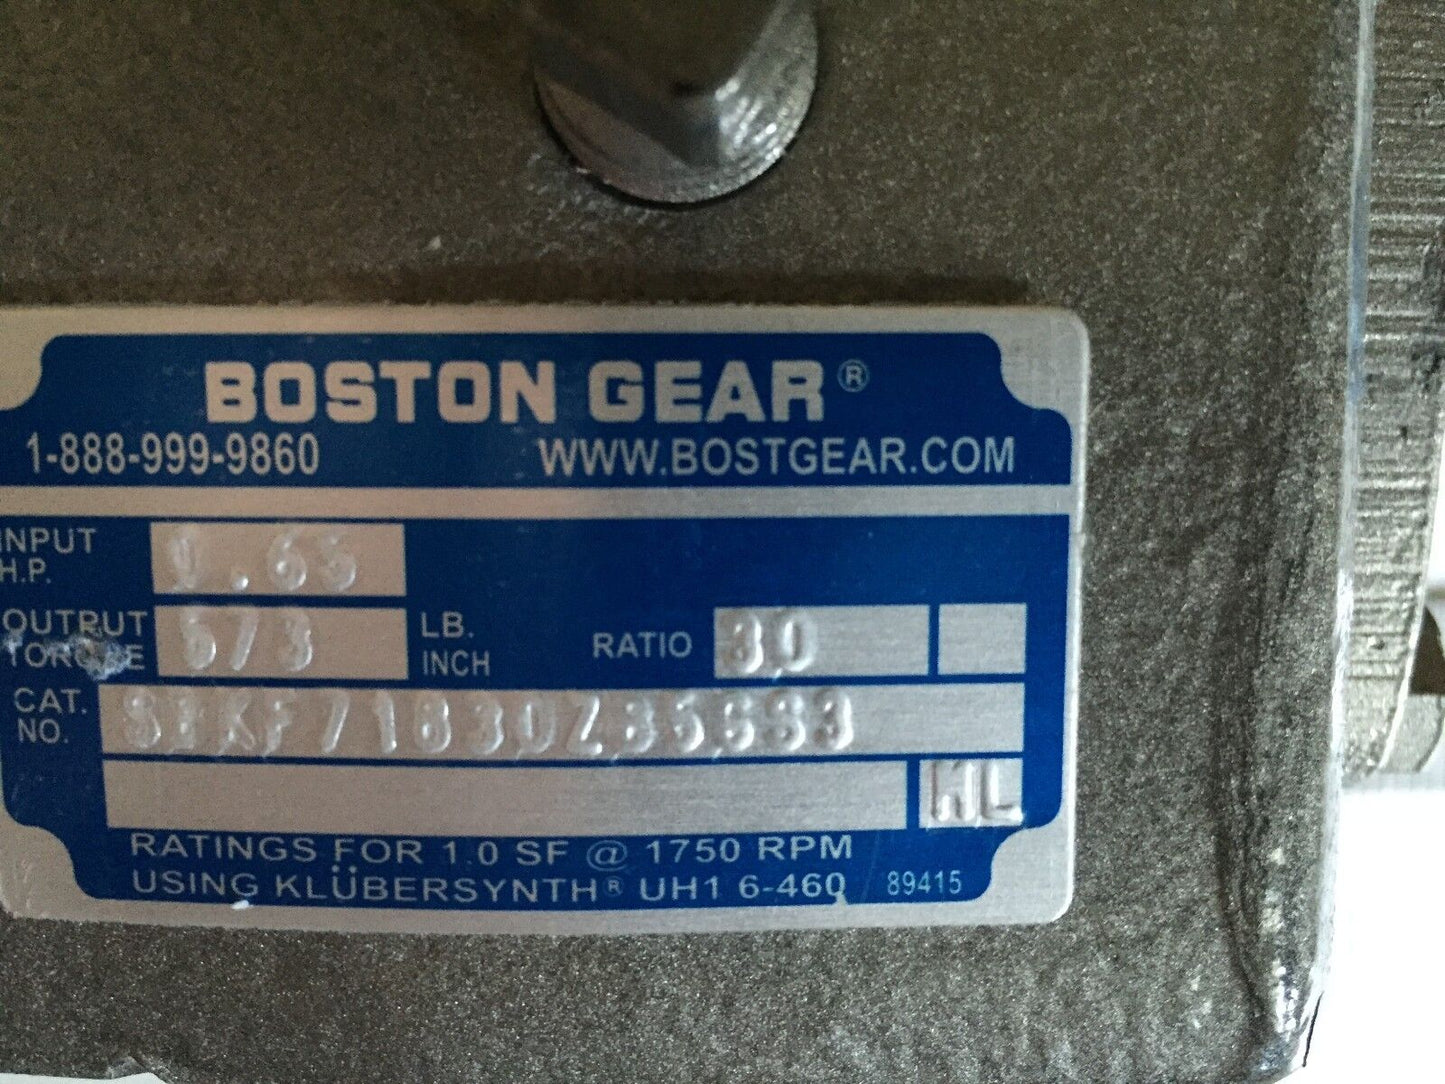 BOSTON GEAR®
1-888-999-9860 WWW.BOSTGEAR.COM
INPUT H.P. 0.65
OUTPUT TORQUE 573 LB. INCH RATIO 30
CAT. NO.
WL
RATINGS FOR 1.0 SF @ 1750 RPM
USING KLÜBERSYNTH® UH1 6-460 89415